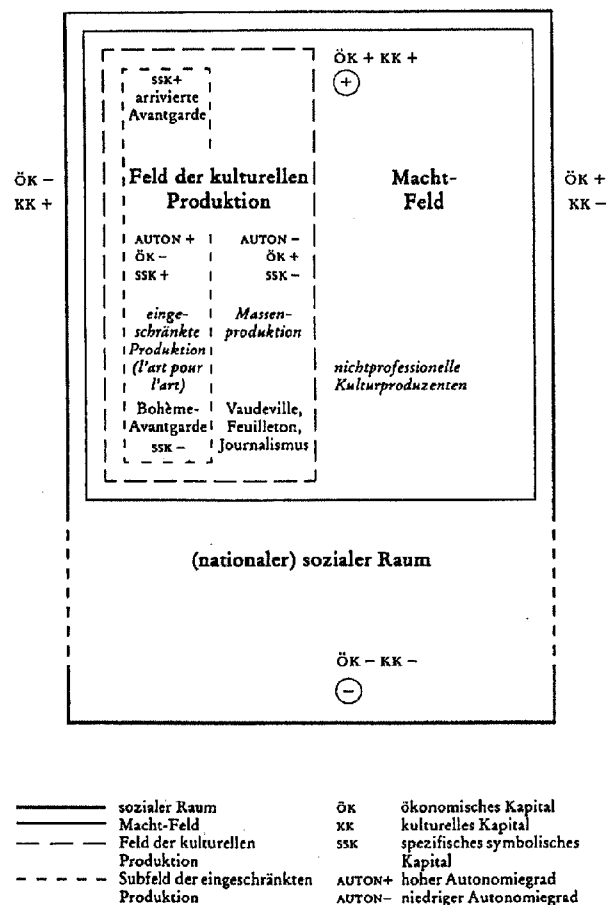 ÖK + KK +
+
SSK+
arrivierte
Avantgarde
ÖK –
KK +
Feld der kulturellen
Produktion
Macht-
Feld
ÖK +
KK –
AUTON +
ÖK –
SSK +
AUTON –
ÖK +
SSK –
einge-
schränkte
Produktion
(l'art pour
l'art)
Massen-
produktion
nichtprofessionelle
Kulturproduzenten
Bohème-
Avantgarde
SSK –
Vaudeville,
Feuilleton,
Journalismus
(nationaler) sozialer Raum
ÖK – KK –
–
sozialer Raum
Macht-Feld
Feld der kulturellen
Produktion
Subfeld der eingeschränkten
Produktion
ÖK ökonomisches Kapital
KK kulturelles Kapital
SSK spezifisches symbolisches
Kapital
AUTON+ hoher Autonomiegrad
AUTON– niedriger Autonomiegrad